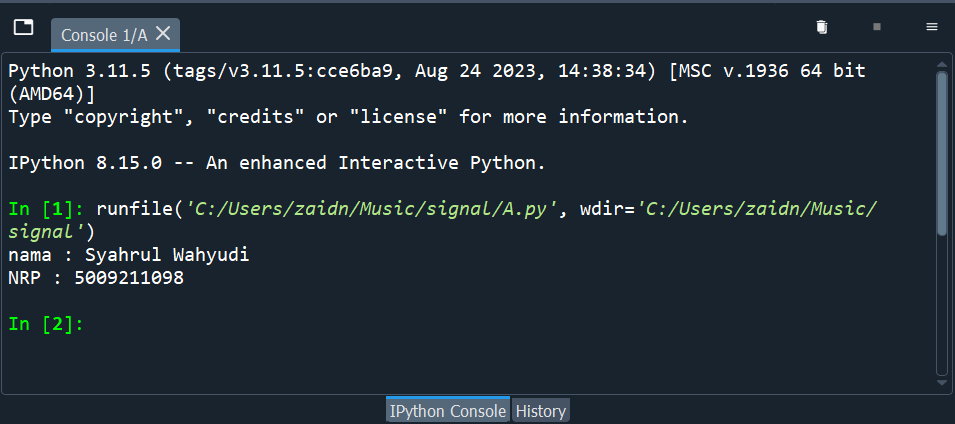 Console 1/A
Python 3.11.5 (tags/v3.11.5:cce6ba9, Aug 24 2023, 14:38:34) [MSC v.1936 64 bit
(AMD64)]
Type "copyright", "credits" or "license" for more information.
IPython 8.15.0 -- An enhanced Interactive Python.
In [1]: runfile('C:/Users/zaidn/Music/signal/A.py', wdir='C:/Users/zaidn/Music/
signal')
nama : Syahrul Wahyudi
NRP : 5009211098
In [2]:
IPython Console History